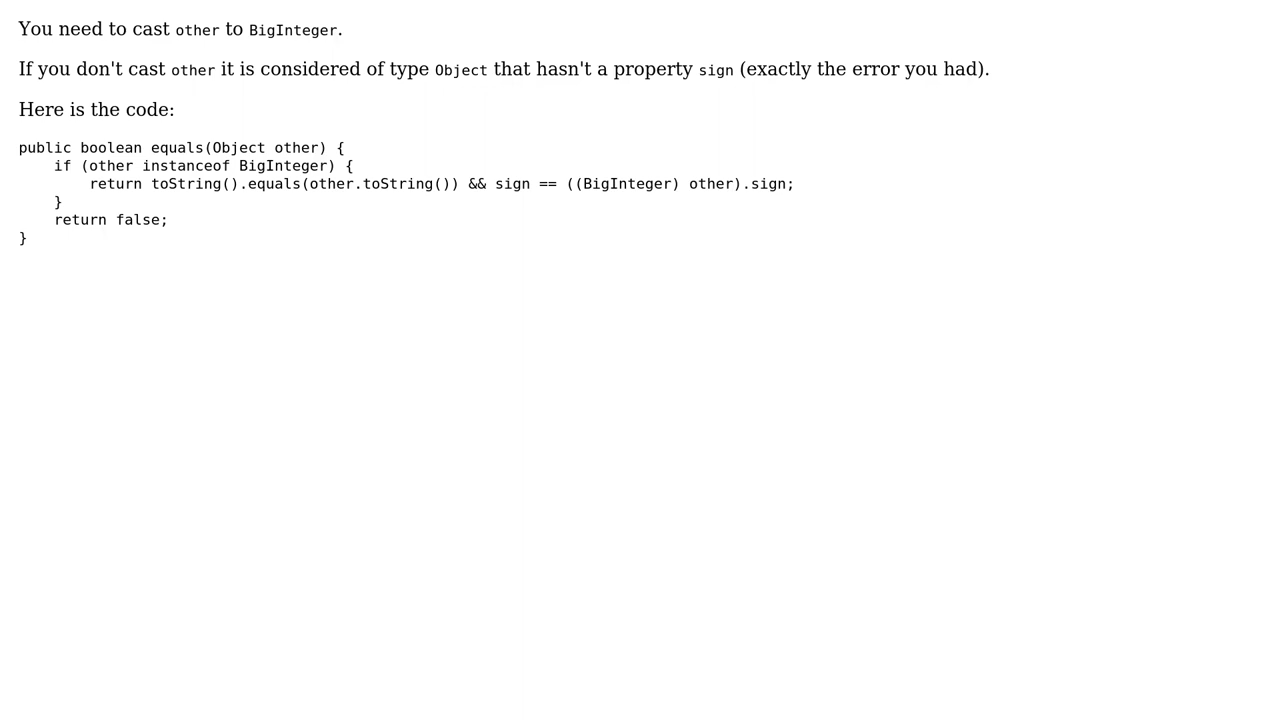 You need to cast other to BigInteger.
If you don't cast other it is considered of type Object that hasn't a property sign (exactly the error you had).
Here is the code:
public boolean equals(Object other) {
    if (other instanceof BigInteger) {
        return toString().equals(other.toString()) && sign == ((BigInteger) other).sign;
    }
    return false;
}